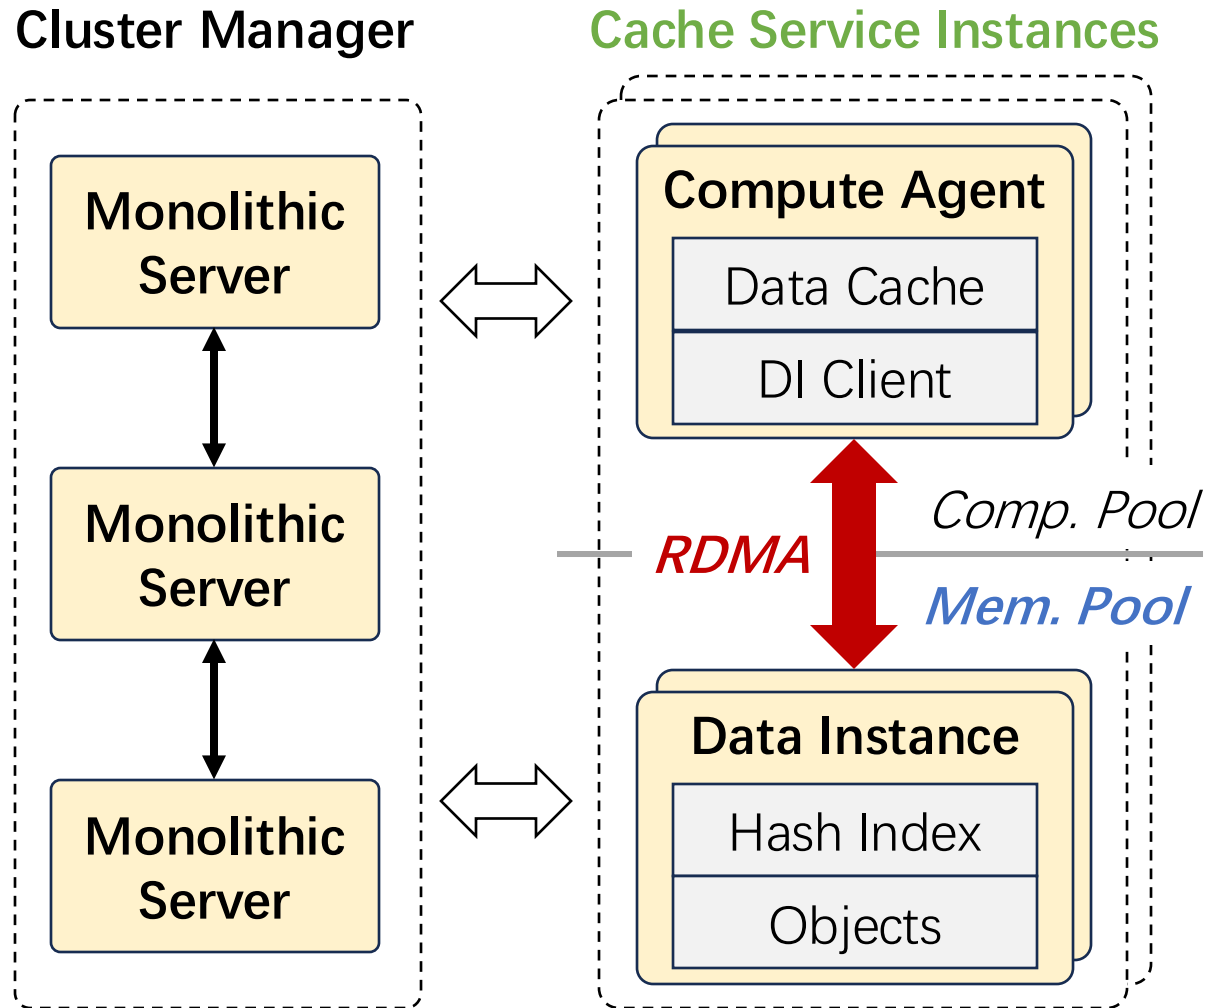 Cluster Manager
Monolithic
Server
Monolithic
Server
Monolithic
Server
Cache Service Instances
Compute Agent
Data Cache
DI Client
RDMA
Comp. Pool
Mem. Pool
Data Instance
Hash Index
Objects